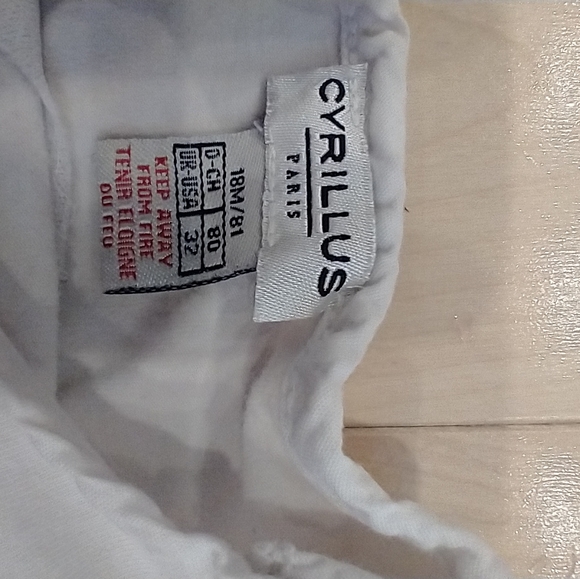 CYRILLUS
PARIS
18M/81
D-CH 80
UK-USA 32
KEEP AWAY
FROM FIRE
TENIR ELOIGNE
DU FEU